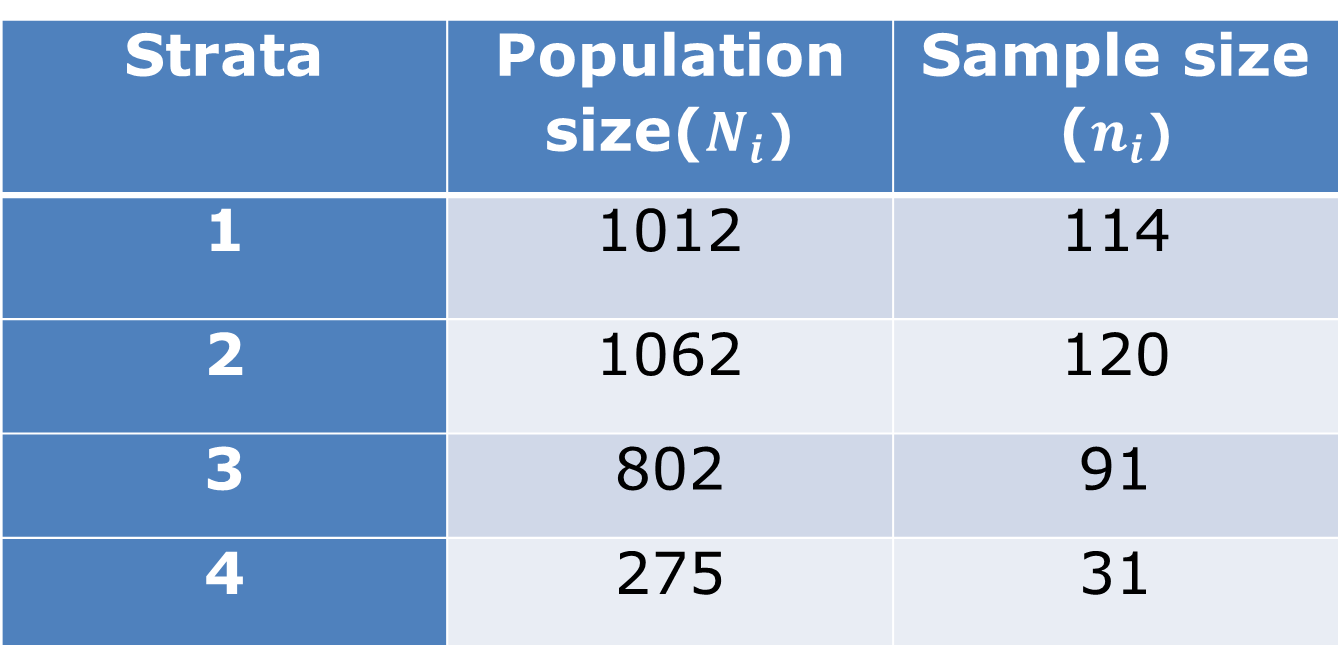 Strata Population Sample size
size(Nᵢ) (nᵢ)
1 1012 114
2 1062 120
3 802 91
4 275 31